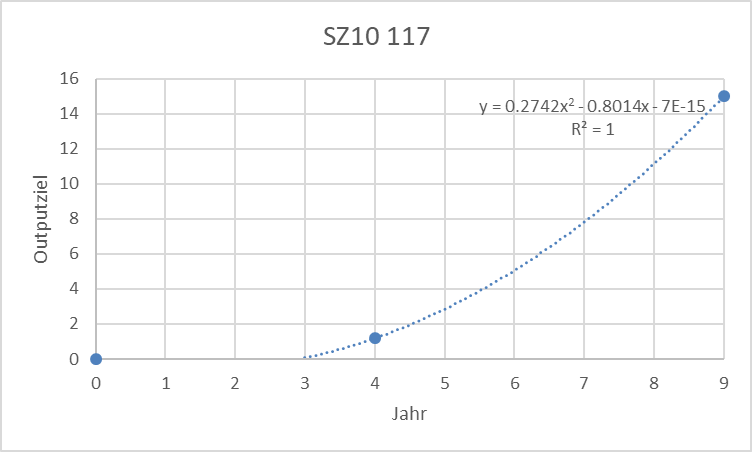 SZ10 117
16
14
12
10
8
6
4
2
0
Outputziel
y = 0.2742x² - 0.8014x - 7E-15
R² = 1
0 1 2 3 4 5 6 7 8 9
Jahr